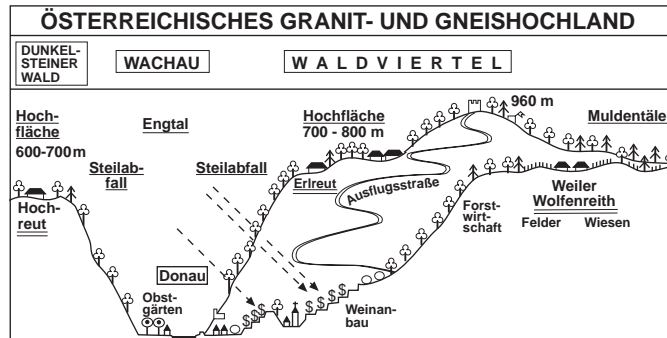 ÖSTERREICHISCHES GRANIT- UND GNEISHOCHLAND
DUNKEL-
STEINER
WALD
WACHAU
WALDVIERTEL
Hoch-
fläche
600-700m
Engtal
Hochfläche
700 - 800 m
960 m
Muldentäler
Steilab-
fall
Steilabfall
Erlreut
Ausflugsstraße
Hoch-
reut
Forst-
wirt-
schaft
Weiler
Wolfenreith
Felder Wiesen
Donau
Obst-
gärten
Weinan-
bau